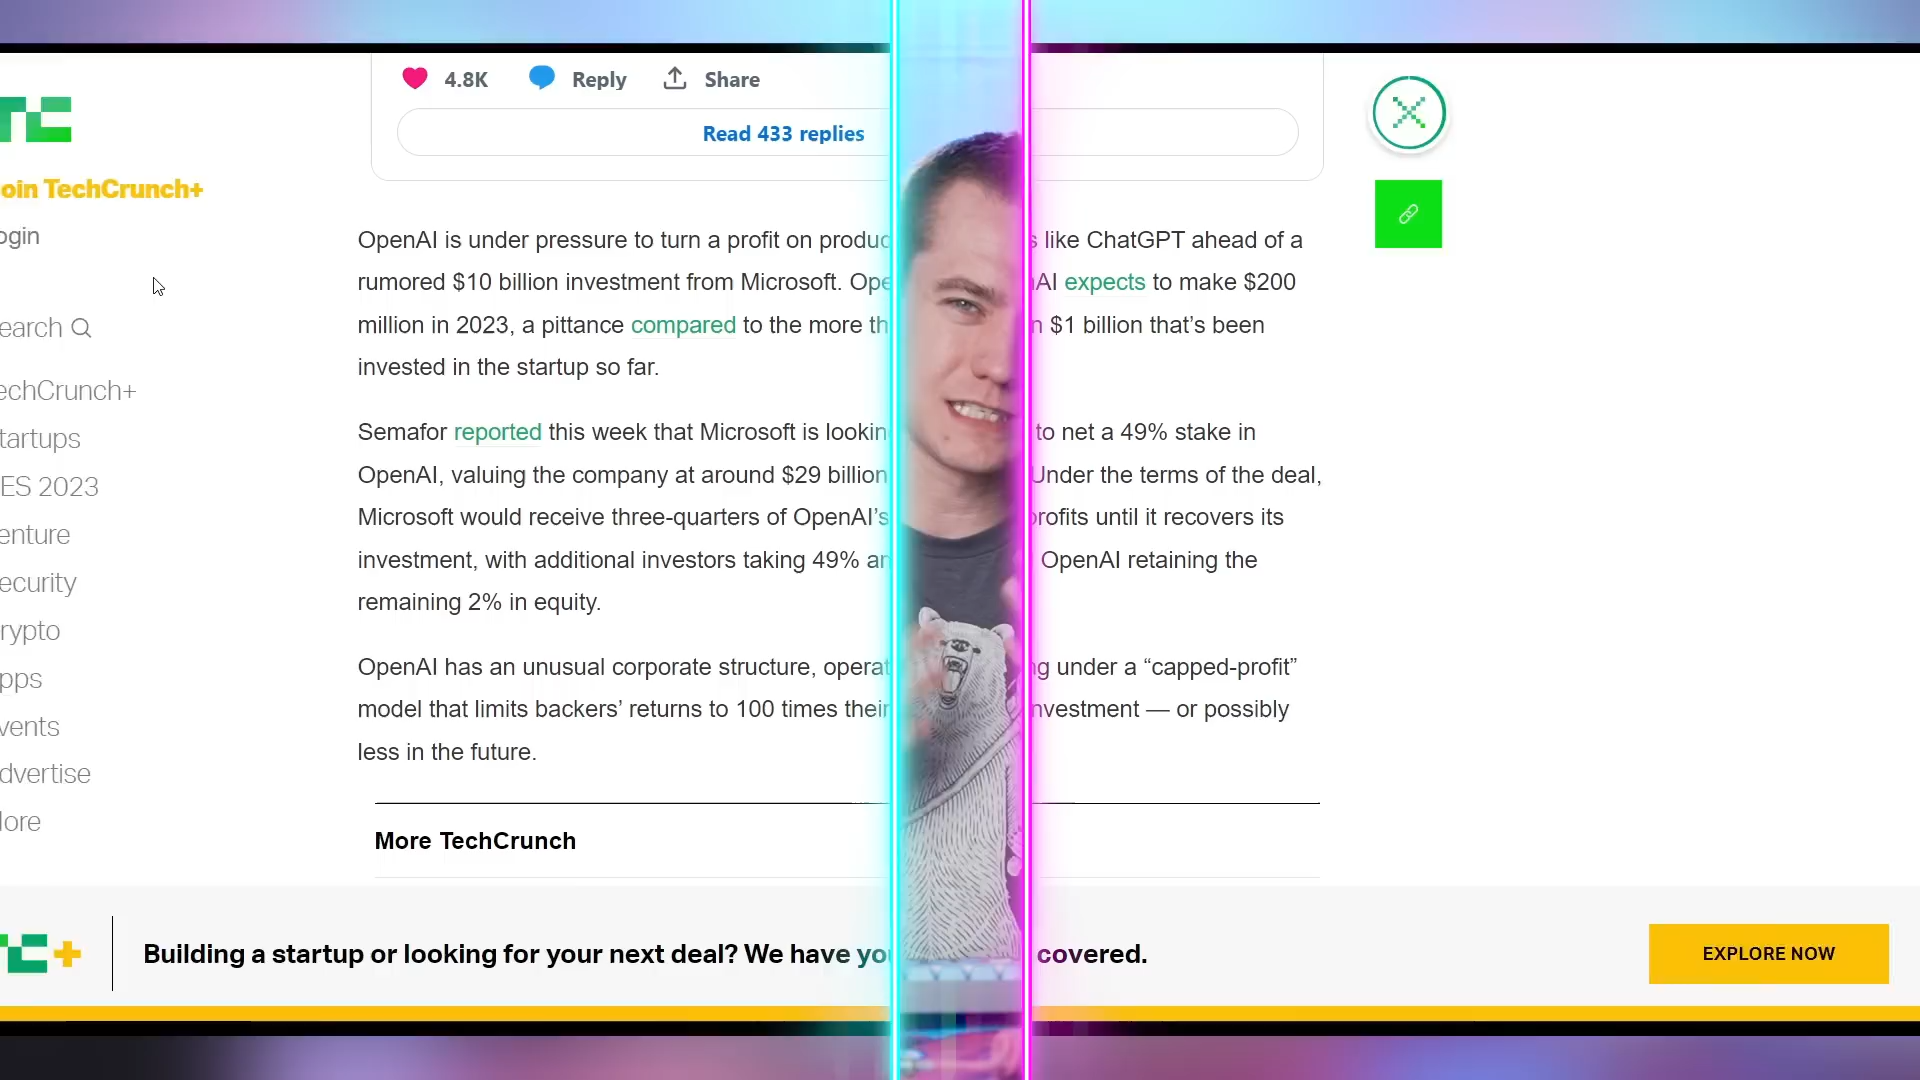 4.8K Reply Share
Read 433 replies
oin TechCrunch+
ogin
earch
echCrunch+
tartups
ES 2023
enture
ecurity
rypto
pps
vents
dvertise
ore
OpenAI is under pressure to turn a profit on produc like ChatGPT ahead of a
rumored $10 billion investment from Microsoft. Ope AI expects to make $200
million in 2023, a pittance compared to the more th n $1 billion that’s been
invested in the startup so far.
Semafor reported this week that Microsoft is lookin to net a 49% stake in
OpenAI, valuing the company at around $29 billion Under the terms of the deal,
Microsoft would receive three-quarters of OpenAI’s profits until it recovers its
investment, with additional investors taking 49% an OpenAI retaining the
remaining 2% in equity.
OpenAI has an unusual corporate structure, operat ng under a “capped-profit”
model that limits backers’ returns to 100 times their nvestment — or possibly
less in the future.
More TechCrunch
Building a startup or looking for your next deal? We have yo covered.
EXPLORE NOW